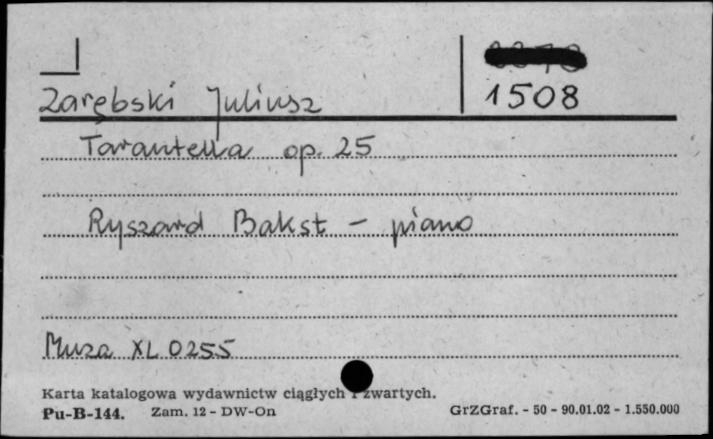 Zarębski Juliusz
1508
Tarantella op. 25
Ryszard Bakst - piano
Muza XL 0255
Karta katalogowa wydawnictw ciągłych i zwartych.
Pu-B-144. Zam. 12 - DW-On GrZGraf. - 50 - 90.01.02 - 1.550.000